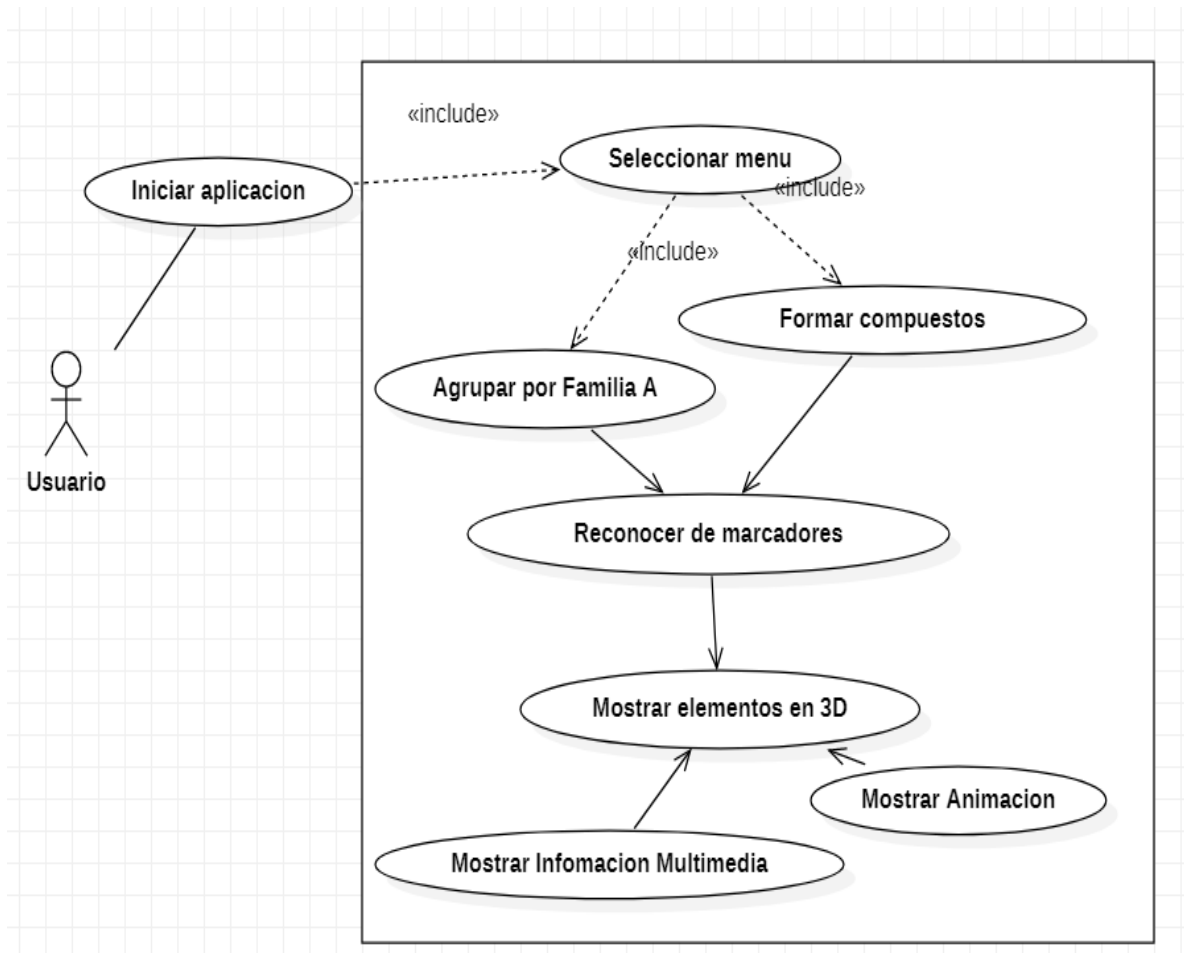 «include»
Seleccionar menu
Iniciar aplicacion
«include»
«include»
Formar compuestos
Agrupar por Familia A
Usuario
Reconocer de marcadores
Mostrar elementos en 3D
Mostrar Animacion
Mostrar Infomacion Multimedia